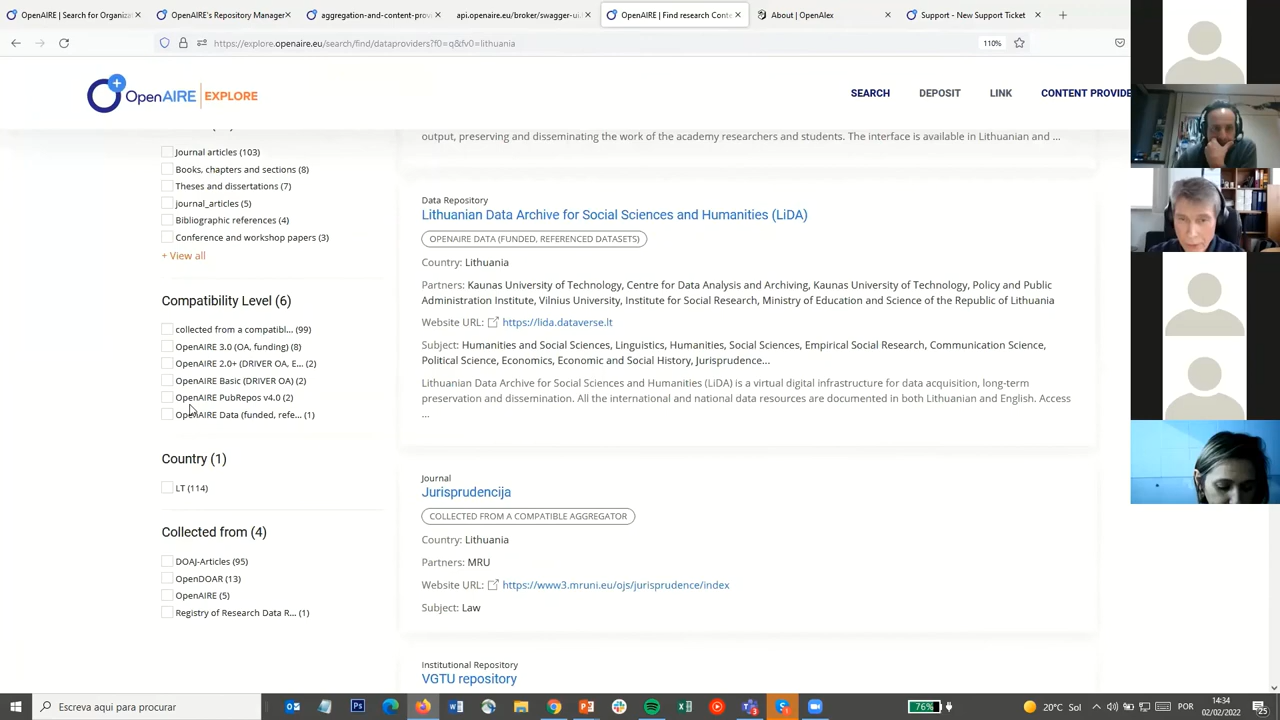 OpenAIRE | Search for Organizat
OpenAIRE's Repository Manager
aggregation-and-content-provi
api.openaire.eu/broker/swagger-ui.
OpenAIRE | Find research Conte
About | OpenAlex
Support - New Support Ticket
https://explore.openaire.eu/search/find/dataproviders?f0=q&fv0=lithuania
110%
OpenAIRE | EXPLORE
SEARCH
DEPOSIT
LINK
CONTENT PROVIDE
output, preserving and disseminating the work of the academy researchers and students. The interface is available in Lithuanian and ...
Journal articles (103)
Books, chapters and sections (8)
Theses and dissertations (7)
journal_articles (5)
Bibliographic references (4)
Conference and workshop papers (3)
+ View all
Compatibility Level (6)
collected from a compatibl... (99)
OpenAIRE 3.0 (OA, funding) (8)
OpenAIRE 2.0+ (DRIVER OA, E... (2)
OpenAIRE Basic (DRIVER OA) (2)
OpenAIRE PubRepos v4.0 (2)
OpenAIRE Data (funded, refe... (1)
Country (1)
LT (114)
Collected from (4)
DOAJ-Articles (95)
OpenDOAR (13)
OpenAIRE (5)
Registry of Research Data R... (1)
Data Repository
Lithuanian Data Archive for Social Sciences and Humanities (LiDA)
OPENAIRE DATA (FUNDED, REFERENCED DATASETS)
Country: Lithuania
Partners: Kaunas University of Technology, Centre for Data Analysis and Archiving, Kaunas University of Technology, Policy and Public
Administration Institute, Vilnius University, Institute for Social Research, Ministry of Education and Science of the Republic of Lithuania
Website URL: https://lida.dataverse.lt
Subject: Humanities and Social Sciences, Linguistics, Humanities, Social Sciences, Empirical Social Research, Communication Science,
Political Science, Economics, Economic and Social History, Jurisprudence...
Lithuanian Data Archive for Social Sciences and Humanities (LiDA) is a virtual digital infrastructure for data acquisition, long-term
preservation and dissemination. All the international and national data resources are documented in both Lithuanian and English. Access
...
Journal
Jurisprudencija
COLLECTED FROM A COMPATIBLE AGGREGATOR
Country: Lithuania
Partners: MRU
Website URL: https://www3.mruni.eu/ojs/jurisprudence/index
Subject: Law
Institutional Repository
VGTU repository
Escreva aqui para procurar
76%
20°C Sol
POR
14:34
02/02/2022